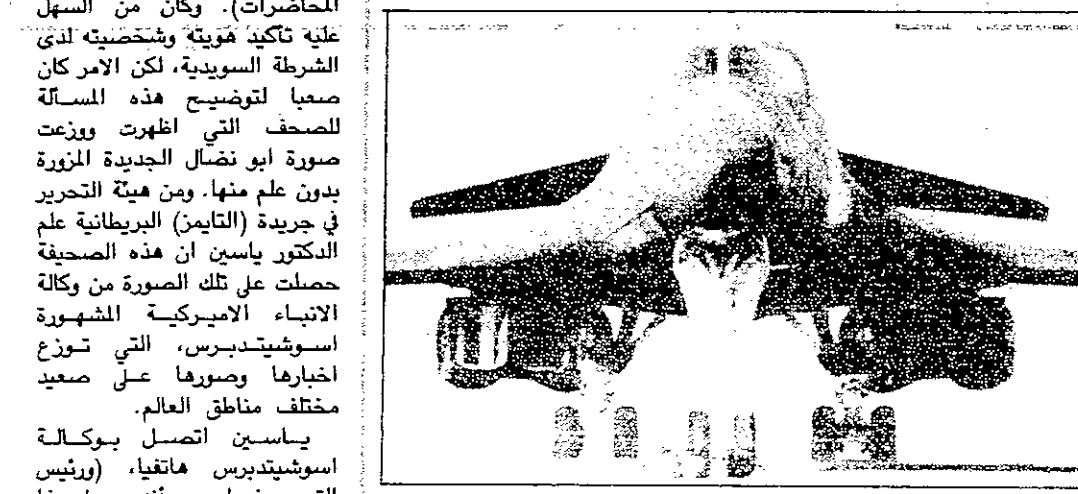 المحاضرات). وكان من السهل
عليه تأكيد هويته وشخصيته لدى
الشرطة السويدية، لكن الامر كان
صعبا لتوضيح هذه المسألة
للصحف التي اظهرت ووزعت
صورة ابو نضال الجديدة المزورة
بدون علم منها. ومن هيئة التحرير
في جريدة (التايمز) البريطانية علم
الدكتور ياسين ان هذه الصحيفة
حصلت على تلك الصورة من وكالة
الانباء الاميركية المشهورة
اسوشيتدبرس، التي توزع
اخبارها وصورها على صعيد
مختلف مناطق العالم.
ياسين اتصل بوكالة
اسوشيتدبرس هاتفيا، (ورئيس